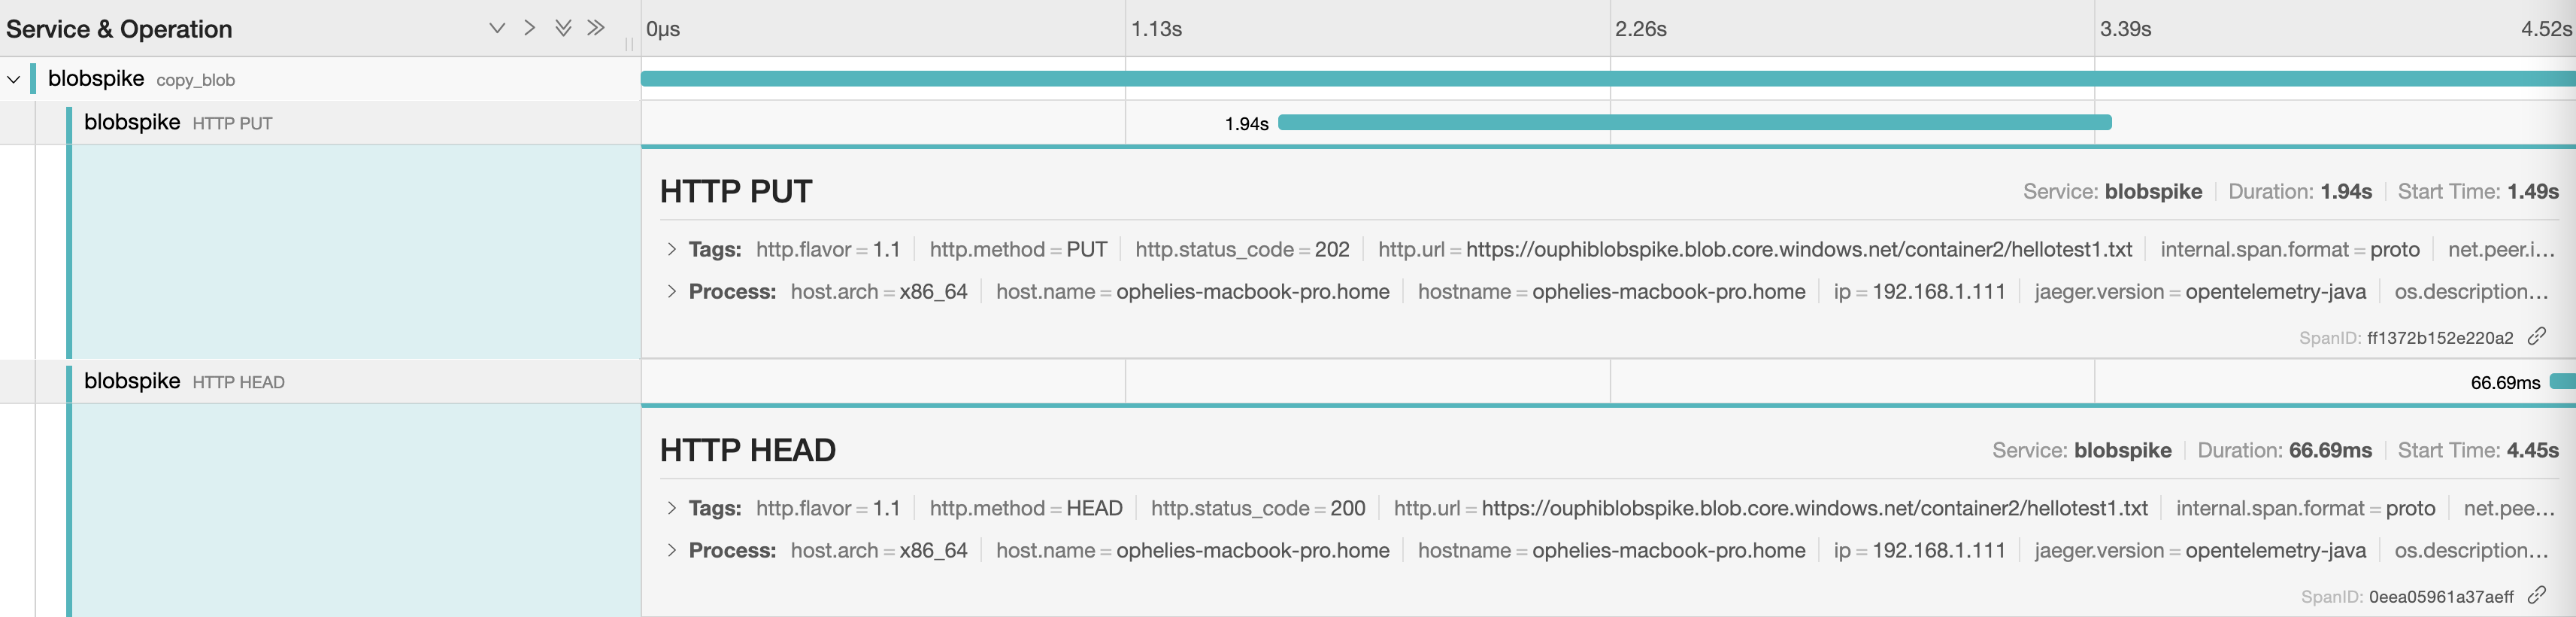 Service & Operation 0μs 1.13s 2.26s 3.39s 4.52s
blobspike copy_blob
blobspike HTTP PUT 1.94s
HTTP PUT Service: blobspike Duration: 1.94s Start Time: 1.49s
Tags: http.flavor = 1.1 http.method = PUT http.status_code = 202 http.url = https://ouphiblobspike.blob.core.windows.net/container2/hellotest1.txt internal.span.format = proto net.peer.i...
Process: host.arch = x86_64 host.name = ophelies-macbook-pro.home hostname = ophelies-macbook-pro.home ip = 192.168.1.111 jaeger.version = opentelemetry-java os.description...
SpanID: ff1372b152e220a2
blobspike HTTP HEAD 66.69ms
HTTP HEAD Service: blobspike Duration: 66.69ms Start Time: 4.45s
Tags: http.flavor = 1.1 http.method = HEAD http.status_code = 200 http.url = https://ouphiblobspike.blob.core.windows.net/container2/hellotest1.txt internal.span.format = proto net.pee...
Process: host.arch = x86_64 host.name = ophelies-macbook-pro.home hostname = ophelies-macbook-pro.home ip = 192.168.1.111 jaeger.version = opentelemetry-java os.description...
SpanID: 0eea05961a37aeff